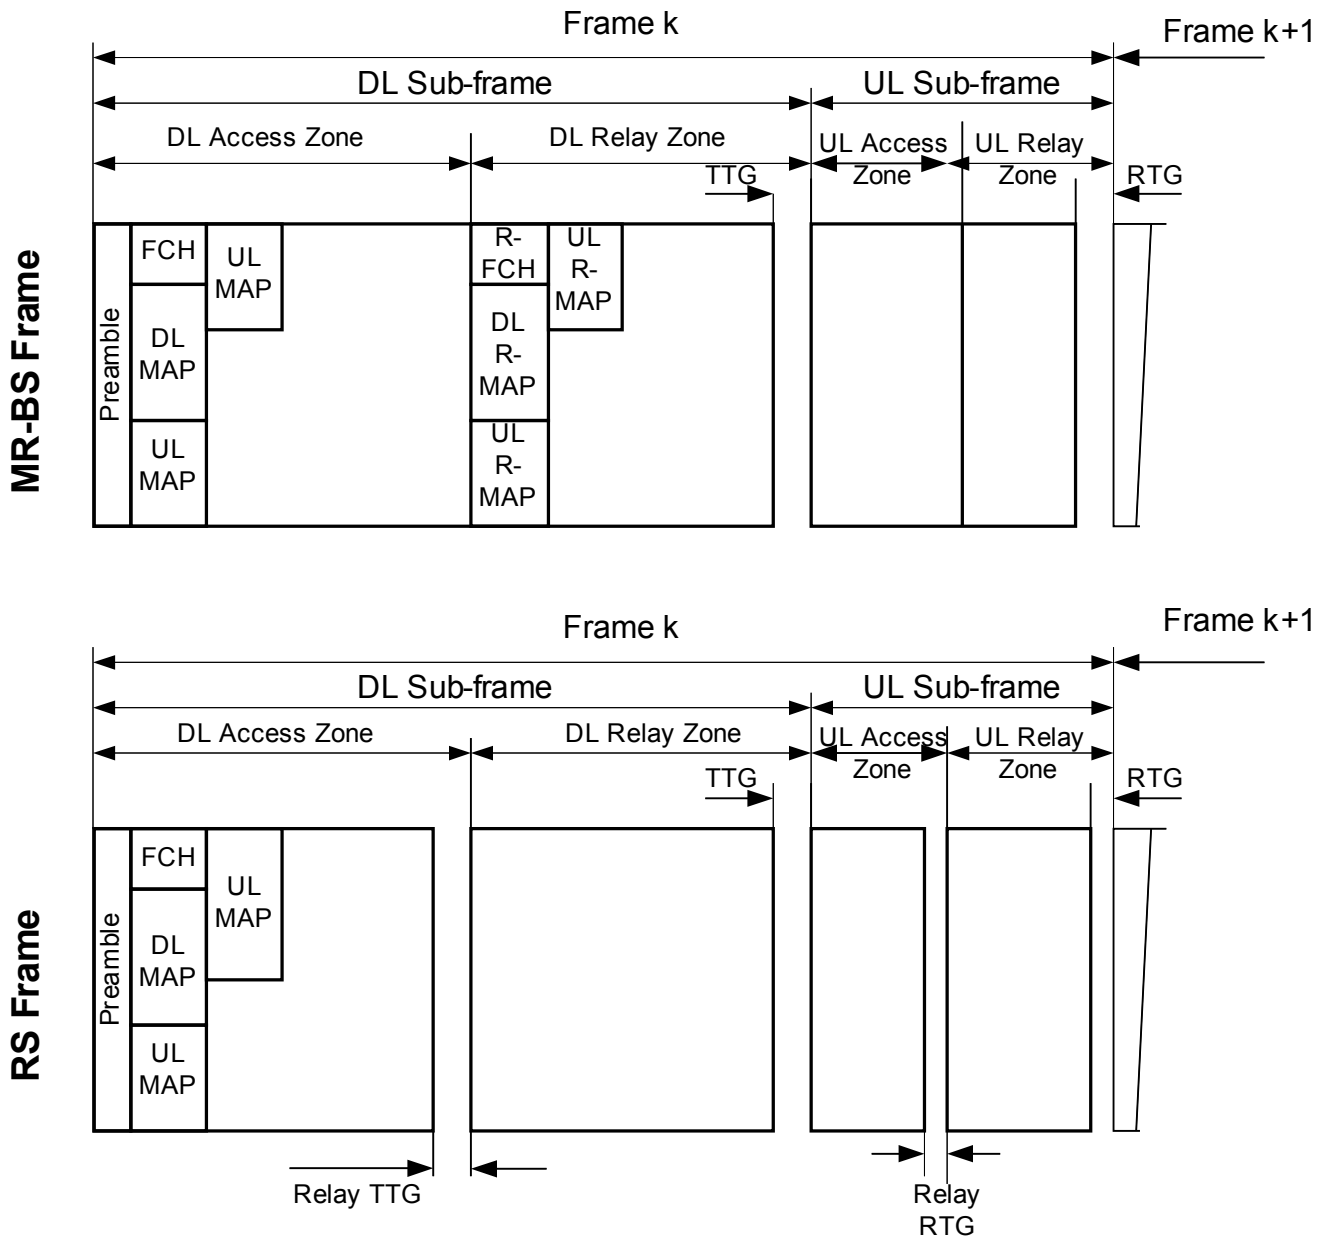 Frame k
Frame k+1
DL Sub-frame
UL Sub-frame
DL Access Zone
DL Relay Zone
UL Access
Zone
UL Relay
Zone
TTG
RTG
MR-BS Frame
Preamble
FCH
DL
MAP
UL
MAP
UL
MAP
R-
FCH
DL
R-
MAP
UL
R-
MAP
UL
R-
MAP
Frame k
Frame k+1
DL Sub-frame
UL Sub-frame
DL Access Zone
DL Relay Zone
UL Access
Zone
UL Relay
Zone
TTG
RTG
RS Frame
Preamble
FCH
DL
MAP
UL
MAP
UL
MAP
Relay TTG
Relay
RTG